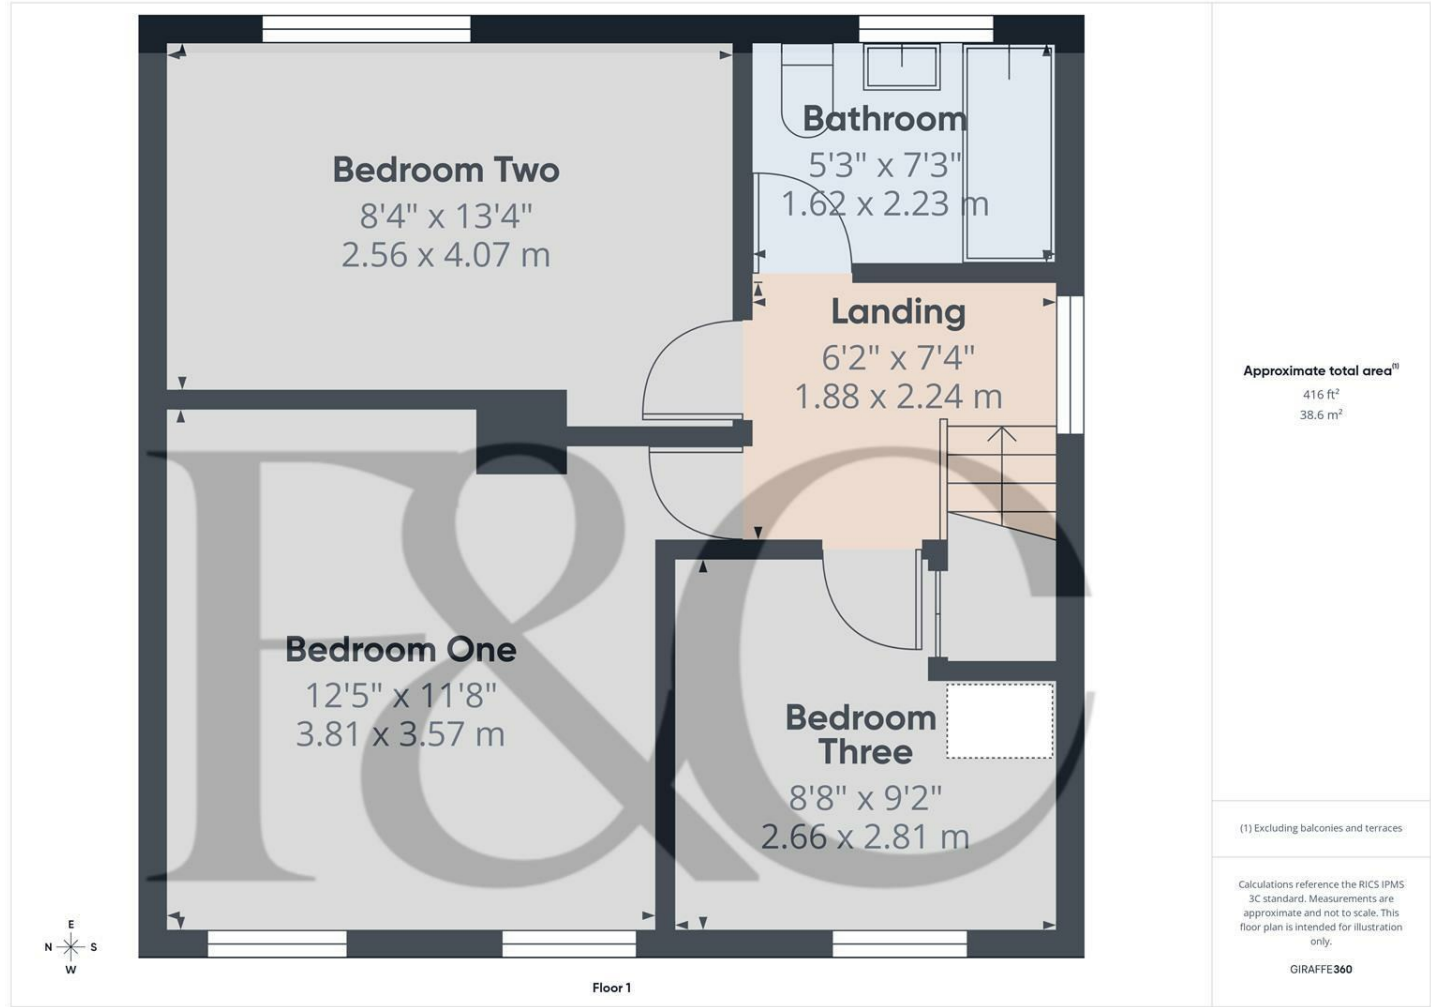 Bedroom Two
8'4" x 13'4"
2.56 x 4.07 m
Bathroom
5'3" x 7'3"
1.62 x 2.23 m
Landing
6'2" x 7'4"
1.88 x 2.24 m
Bedroom One
12'5" x 11'8"
3.81 x 3.57 m
Bedroom
Three
8'8" x 9'2"
2.66 x 2.81 m
F&C
E
N S
W
Floor 1
Approximate total area(1)
416 ft²
38.6 m²
(1) Excluding balconies and terraces
Calculations reference the RICS IPMS
3C standard. Measurements are
approximate and not to scale. This
floor plan is intended for illustration
only.
GIRAFFE360